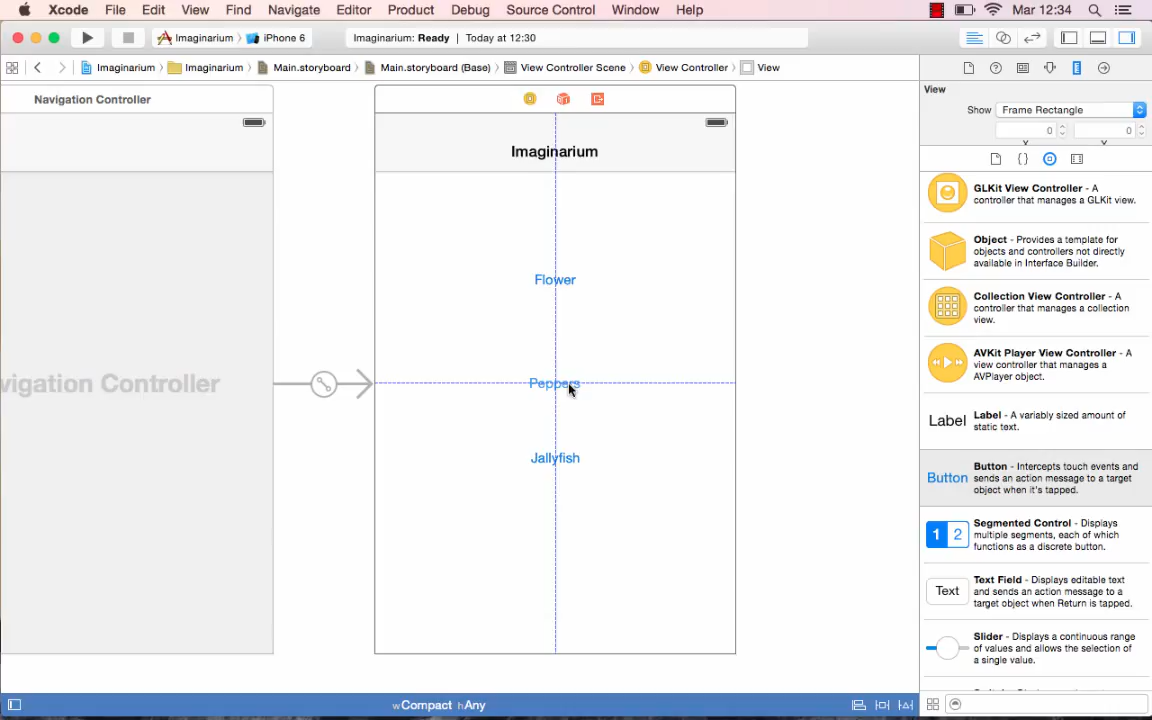 Xcode File Edit View Find Navigate Editor Product Debug Source Control Window Help Mar 12:34
Imaginarium iPhone 6 Imaginarium: Ready | Today at 12:30
Imaginarium Imaginarium Main.storyboard Main.storyboard (Base) View Controller Scene View Controller View
Navigation Controller
View
Show Frame Rectangle
0 0
Imaginarium
Flower
Peppers
Jallyfish
vigation Controller
GLKit View Controller - A
controller that manages a GLKit view.
Object - Provides a template for
objects and controllers not directly
available in Interface Builder.
Collection View Controller - A
controller that manages a collection
view.
AVKit Player View Controller - A
view controller that manages a
AVPlayer object.
Label
Label - A variably sized amount of
static text.
Button
Button - Intercepts touch events and
sends an action message to a target
object when it's tapped.
1 2
Segmented Control - Displays
multiple segments, each of which
functions as a discrete button.
Text
Text Field - Displays editable text
and sends an action message to a
target object when Return is tapped.
Slider - Displays a continuous range
of values and allows the selection of
a single value.
wCompact hAny